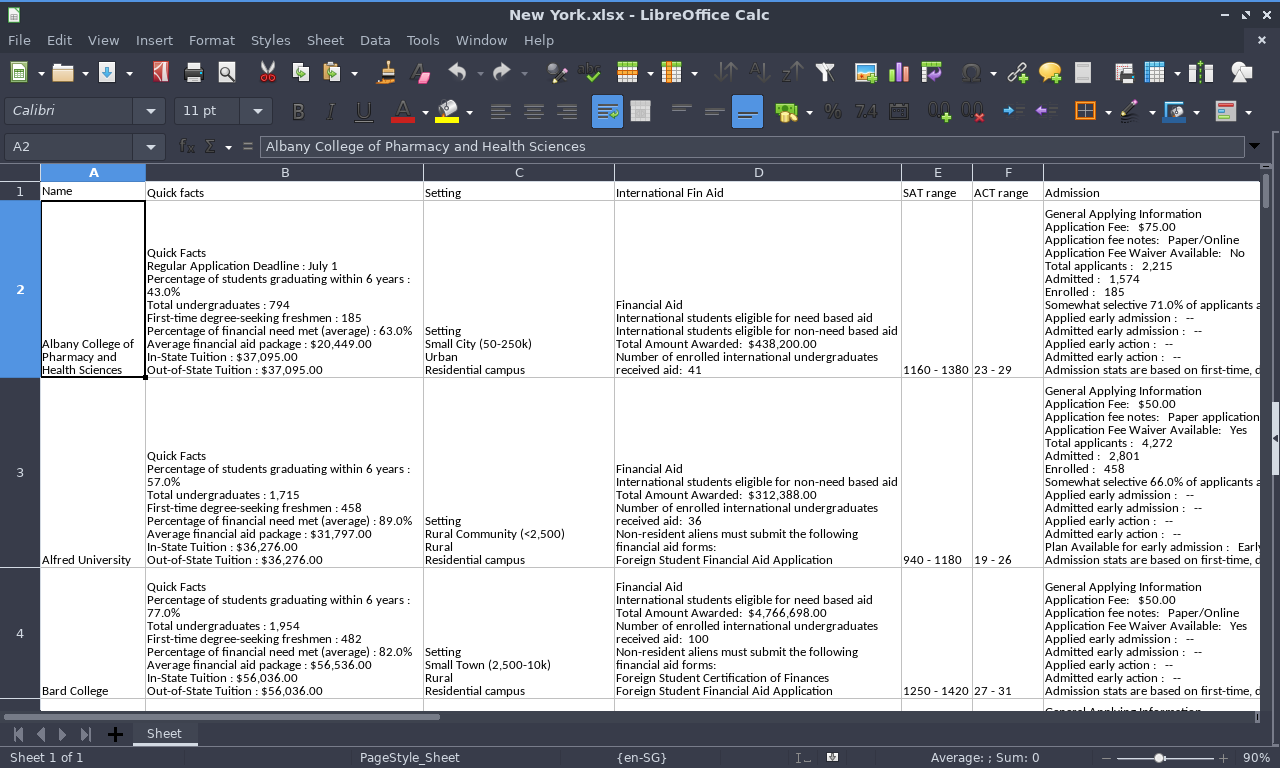 New York.xlsx - LibreOffice Calc
File Edit View Insert Format Styles Sheet Data Tools Window Help
Calibri 11 pt
A2 Albany College of Pharmacy and Health Sciences
A B C D E F
1 Name Quick facts Setting International Fin Aid SAT range ACT range Admission
2
Albany College of
Pharmacy and
Health Sciences
Quick Facts
Regular Application Deadline : July 1
Percentage of students graduating within 6 years :
43.0%
Total undergraduates : 794
First-time degree-seeking freshmen : 185
Percentage of financial need met (average) : 63.0%
Average financial aid package : $20,449.00
In-State Tuition : $37,095.00
Out-of-State Tuition : $37,095.00
Setting
Small City (50-250k)
Urban
Residential campus
Financial Aid
International students eligible for need based aid
International students eligible for non-need based aid
Total Amount Awarded: $438,200.00
Number of enrolled international undergraduates
received aid: 41
1160 - 1380
23 - 29
General Applying Information
Application Fee: $75.00
Application fee notes: Paper/Online
Application Fee Waiver Available: No
Total applicants : 2,215
Admitted : 1,574
Enrolled : 185
Somewhat selective 71.0% of applicants a
Applied early admission : --
Admitted early admission : --
Applied early action : --
Admitted early action : --
Admission stats are based on first-time, d
3
Alfred University
Quick Facts
Percentage of students graduating within 6 years :
57.0%
Total undergraduates : 1,715
First-time degree-seeking freshmen : 458
Percentage of financial need met (average) : 89.0%
Average financial aid package : $31,797.00
In-State Tuition : $36,276.00
Out-of-State Tuition : $36,276.00
Setting
Rural Community (<2,500)
Rural
Residential campus
Financial Aid
International students eligible for non-need based aid
Total Amount Awarded: $312,388.00
Number of enrolled international undergraduates
received aid: 36
Non-resident aliens must submit the following
financial aid forms:
Foreign Student Financial Aid Application
940 - 1180
19 - 26
General Applying Information
Application Fee: $50.00
Application fee notes: Paper application
Application Fee Waiver Available: Yes
Total applicants : 4,272
Admitted : 2,801
Enrolled : 458
Somewhat selective 66.0% of applicants a
Applied early admission : --
Admitted early admission : --
Applied early action : --
Admitted early action : --
Plan Available for early admission : Early
Admission stats are based on first-time, d
4
Bard College
Quick Facts
Percentage of students graduating within 6 years :
77.0%
Total undergraduates : 1,954
First-time degree-seeking freshmen : 482
Percentage of financial need met (average) : 82.0%
Average financial aid package : $56,536.00
In-State Tuition : $56,036.00
Out-of-State Tuition : $56,036.00
Setting
Small Town (2,500-10k)
Rural
Residential campus
Financial Aid
International students eligible for need based aid
Total Amount Awarded: $4,766,698.00
Number of enrolled international undergraduates
received aid: 100
Non-resident aliens must submit the following
financial aid forms:
Foreign Student Certification of Finances
Foreign Student Financial Aid Application
1250 - 1420
27 - 31
General Applying Information
Application Fee: $50.00
Application fee notes: Paper/Online
Application Fee Waiver Available: Yes
Applied early admission : --
Admitted early admission : --
Applied early action : --
Admitted early action : --
Admission stats are based on first-time, d
General Applying Information
Sheet
Sheet 1 of 1 PageStyle_Sheet {en-SG} Average: ; Sum: 0 90%